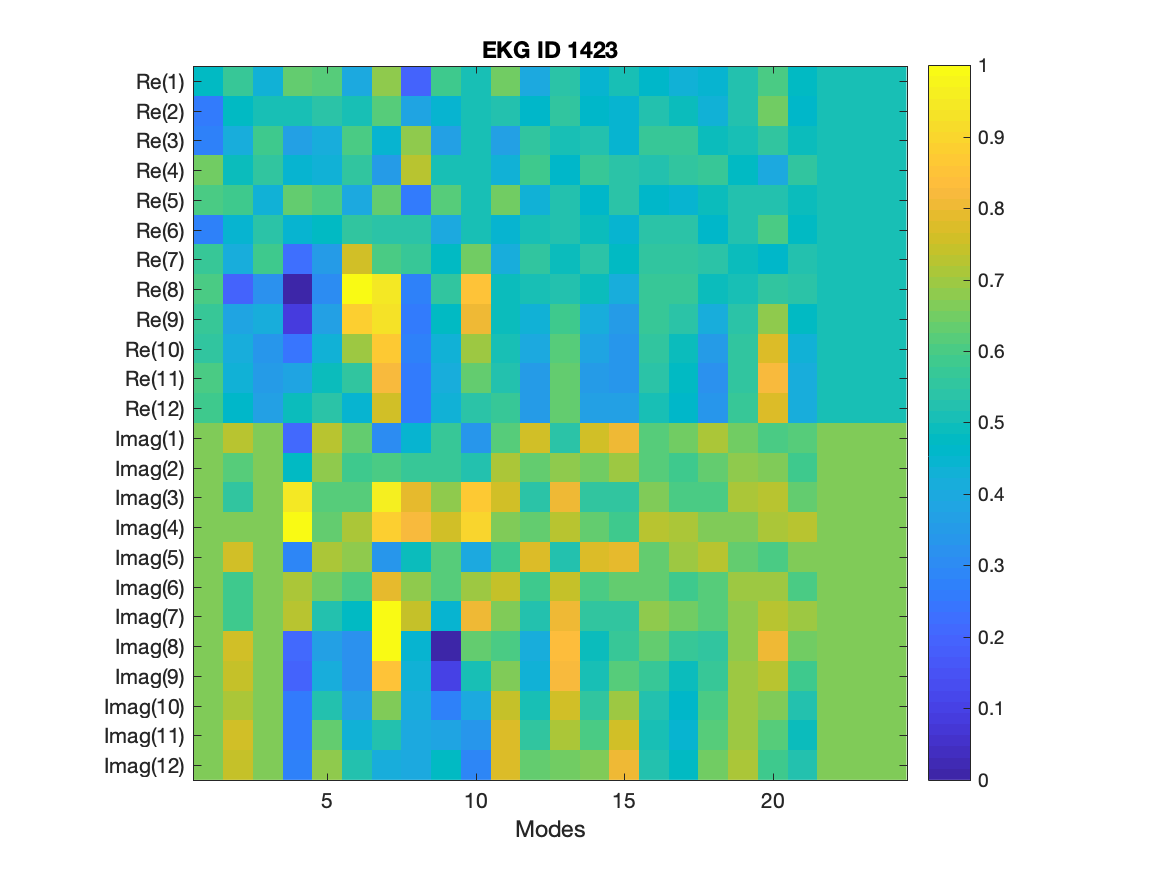 EKG ID 1423
Re(1)
Re(2)
Re(3)
Re(4)
Re(5)
Re(6)
Re(7)
Re(8)
Re(9)
Re(10)
Re(11)
Re(12)
Imag(1)
Imag(2)
Imag(3)
Imag(4)
Imag(5)
Imag(6)
Imag(7)
Imag(8)
Imag(9)
Imag(10)
Imag(11)
Imag(12)
5 10 15 20
Modes
1
0.9
0.8
0.7
0.6
0.5
0.4
0.3
0.2
0.1
0